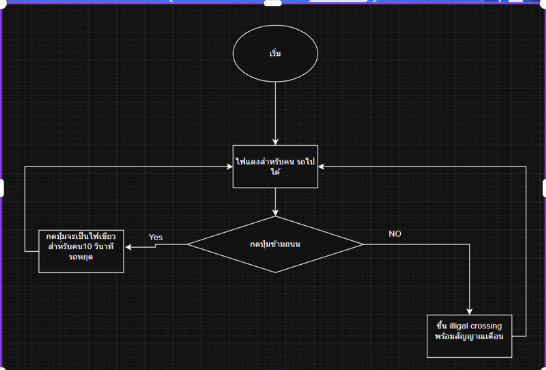 เริ่ม
ไฟแดงสำหรับคน รถไป
ได้
กดปุ่มข้ามถนน
Yes
NO
กดปุ่มจะเป็นไฟเขียว
สำหรับคน10 วินาที
รถหยุด
ขึ้น illigal crossing
พร้อมสัญญาณเตือน